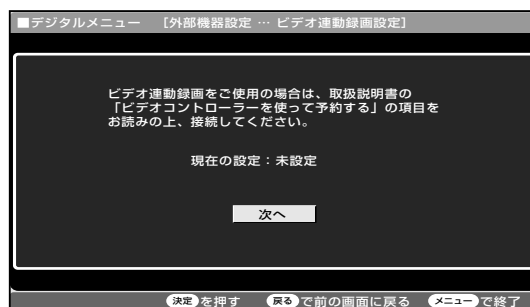 ■デジタルメニュー [外部機器設定 … ビデオ連動録画設定]
ビデオ連動録画をご使用の場合は、取扱説明書の
「ビデオコントローラーを使って予約する」の項目を
お読みの上、接続してください。
現在の設定：未設定
次へ
決定を押す 戻るで前の画面に戻る メニューで終了